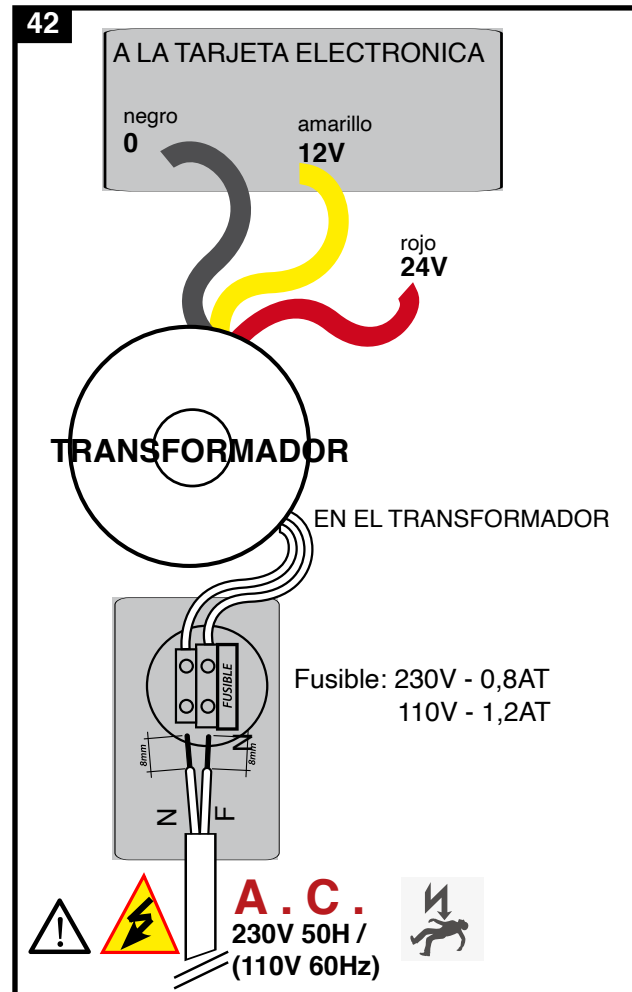 42
A LA TARJETA ELECTRONICA
negro
0
amarillo
12V
rojo
24V
TRANSFORMADOR
EN EL TRANSFORMADOR
FUSIBLE
Fusible: 230V - 0,8AT
110V - 1,2AT
N
8mm
8mm
N
F
A . C .
230V 50H /
(110V 60Hz)